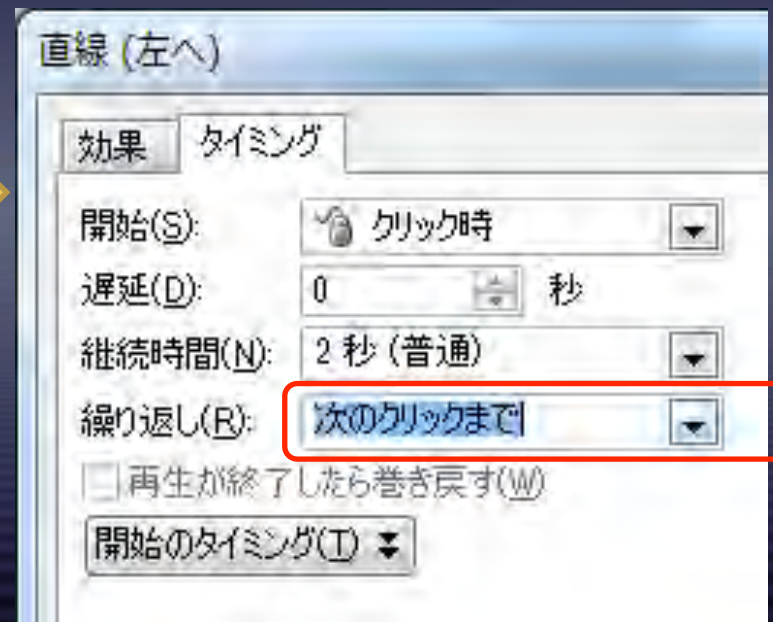 直線 (左へ)
効果 タイミング
開始(S): クリック時
遅延(D): 0 秒
継続時間(N): 2 秒 (普通)
繰り返し(R): 次のクリックまで
再生が終了したら巻き戻す(W)
開始のタイミング(T)